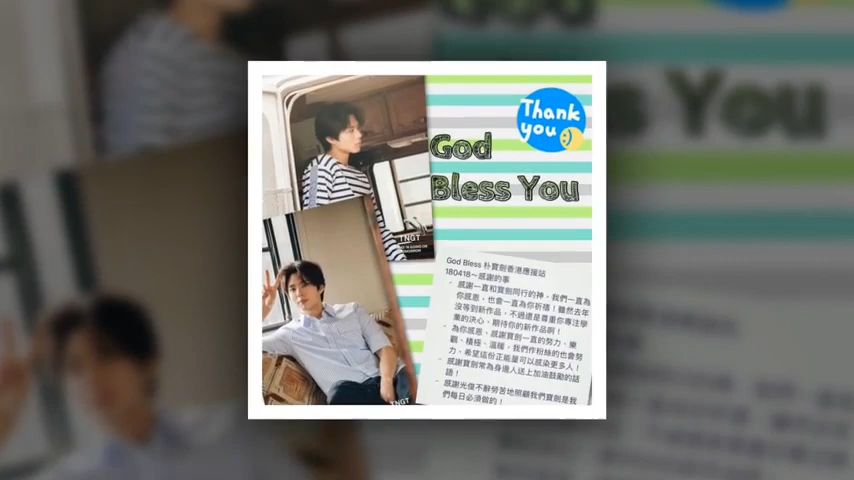 Thank
you
God
Bless You
TNGT
God Bless 朴寶劍香港應援站
180418～感謝的事
- 感謝一直和寶劍同行的神，我們一直為
你感恩，也會一直為你祈禱！雖然去年
沒等到新作品，不過還是尊重你專注學
業的決心、期待你的新作品啊！
- 為你感恩，感謝寶劍一直的努力、樂
觀、積極、溫暖，我們作粉絲的也會努
力，希望這份正能量可以感染更多人！
- 感謝寶劍常為身邊人送上加油鼓勵的話
語！
- 感謝光俊不辭勞苦地照顧我們寶劍是我
們每日必須做的！
TNGT